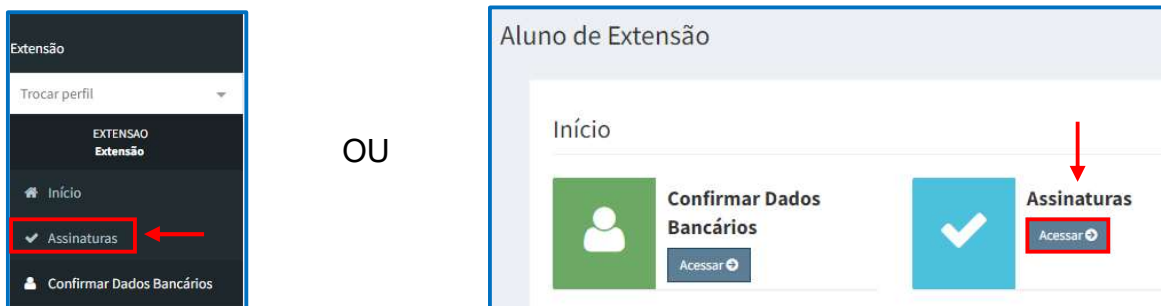 Extensão
Trocar perfil
EXTENSAO
Extensão
Início
Assinaturas
Confirmar Dados Bancários
OU
Aluno de Extensão
Início
Confirmar Dados
Bancários
Acessar
Assinaturas
Acessar